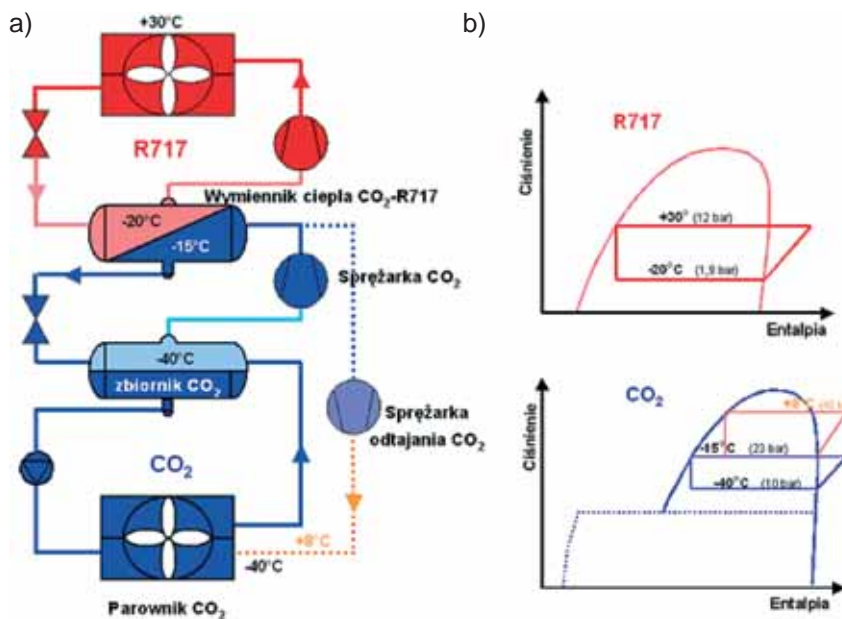 a)
+30°C
R717
Wymiennik ciepła CO₂-R717
-20°C
-15°C
Sprężarka CO₂
-40°C
zbiornik CO₂
Sprężarka
odtajania CO₂
CO₂
+8°C
-40°C
Parownik CO₂
b)
Ciśnienie
R717
+30° (12 bar)
-20°C (1,9 bar)
Entalpia
Ciśnienie
CO₂
+8°C
-15°C (23 bar)
-40°C (10 bar)
Entalpia